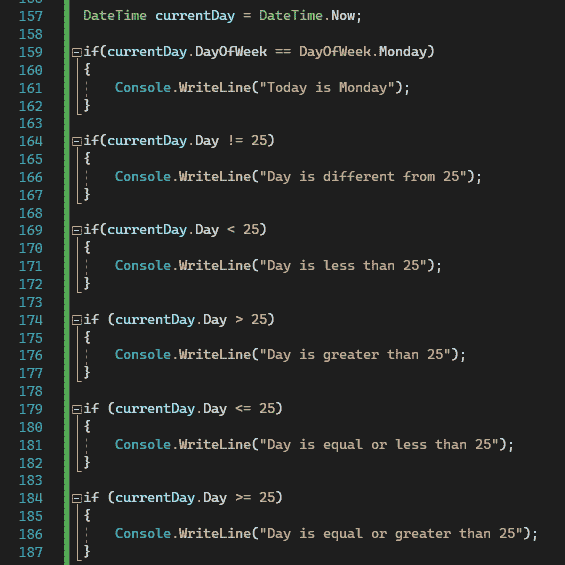 157 DateTime currentDay = DateTime.Now;
158
159 if(currentDay.DayOfWeek == DayOfWeek.Monday)
160 {
161     Console.WriteLine("Today is Monday");
162 }
163
164 if(currentDay.Day != 25)
165 {
166     Console.WriteLine("Day is different from 25");
167 }
168
169 if(currentDay.Day < 25)
170 {
171     Console.WriteLine("Day is less than 25");
172 }
173
174 if (currentDay.Day > 25)
175 {
176     Console.WriteLine("Day is greater than 25");
177 }
178
179 if (currentDay.Day <= 25)
180 {
181     Console.WriteLine("Day is equal or less than 25");
182 }
183
184 if (currentDay.Day >= 25)
185 {
186     Console.WriteLine("Day is equal or greater than 25");
187 }